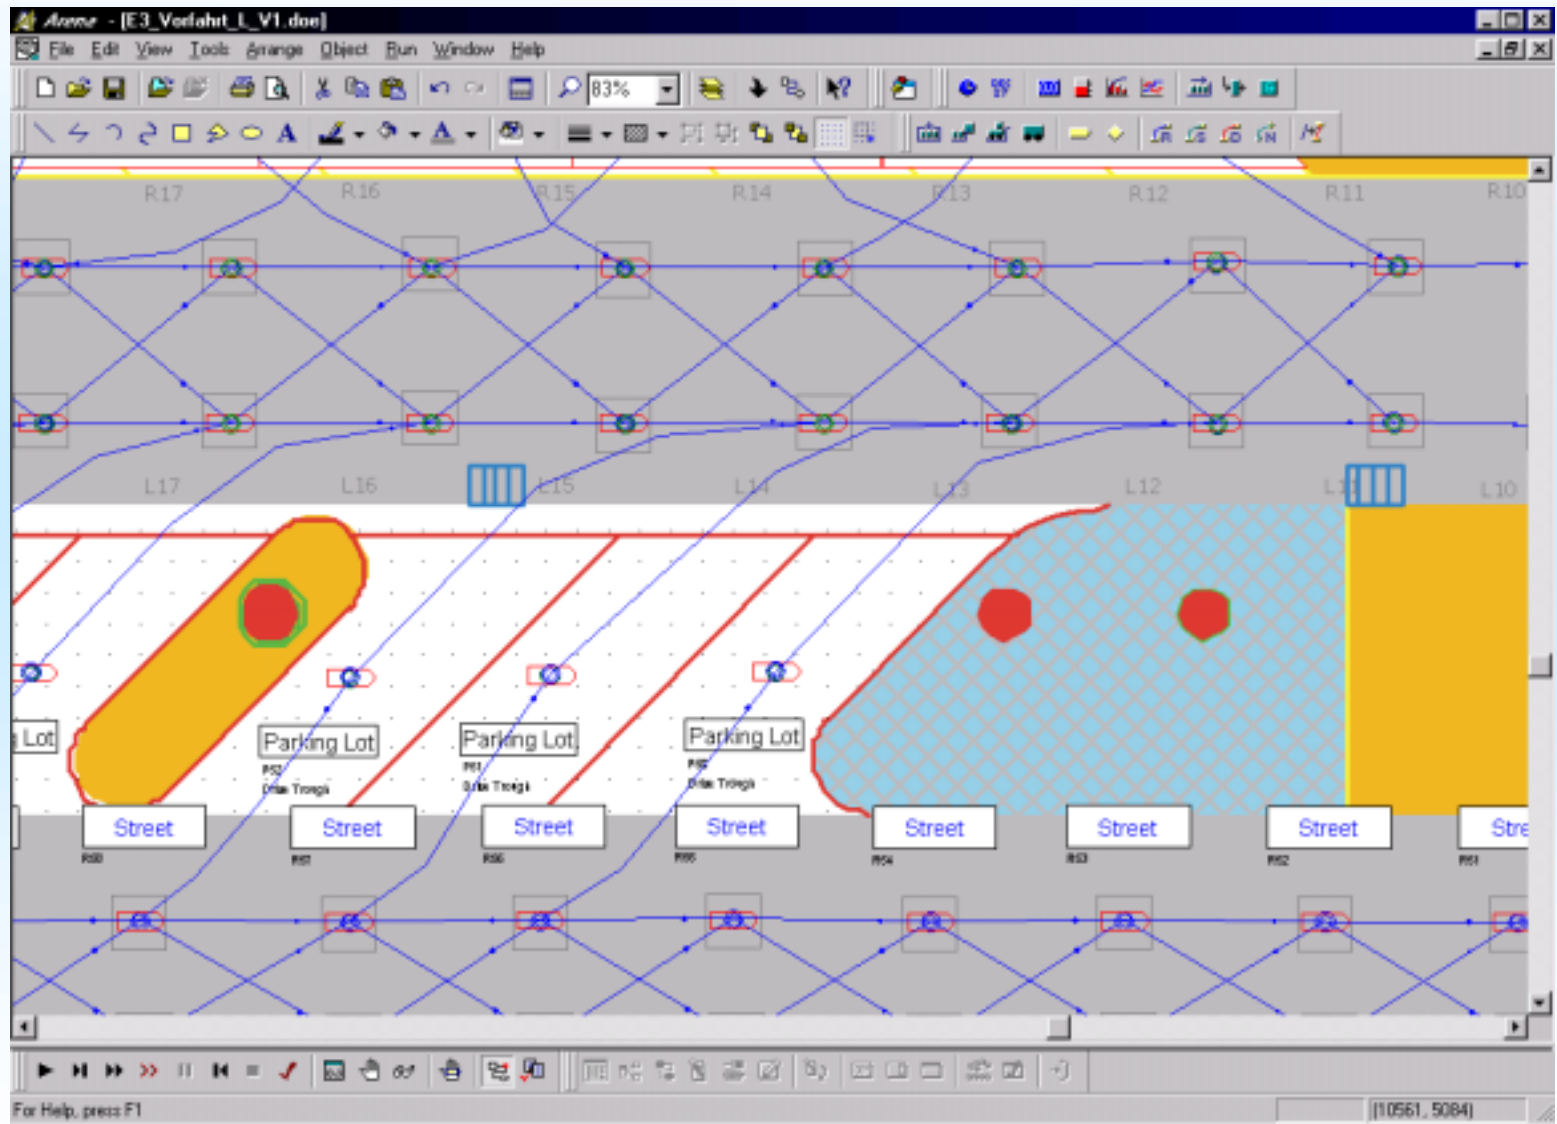 Arena - [E3_Vorfahrt_L_V1.doe]
File Edit View Tools Arrange Object Run Window Help
83%
R17 R16 R15 R14 R13 R12 R11 R10
L17 L16 L15 L14 L13 L12 L11 L10
Lot
Parking Lot Parking Lot Parking Lot
Street Street Street Street Street Street Street Stre
For Help, press F1
(10561, 5084)